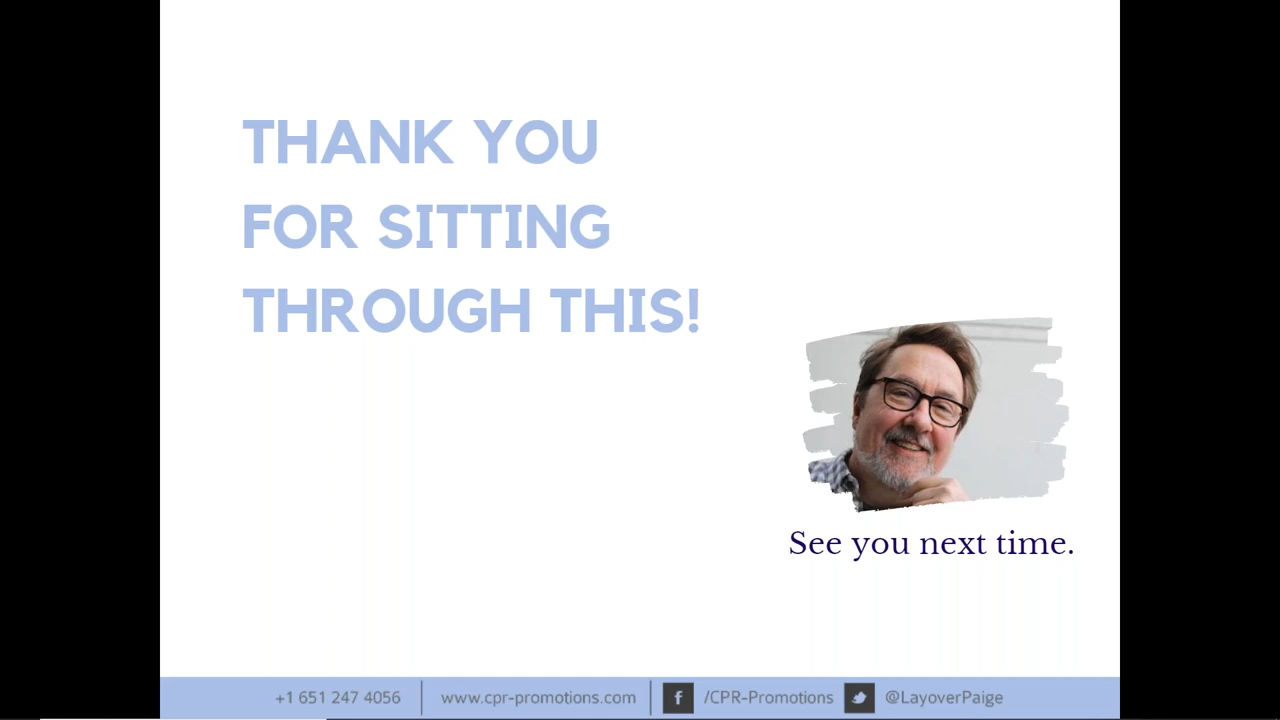 THANK YOU
FOR SITTING
THROUGH THIS!
See you next time.
+1 651 247 4056
www.cpr-promotions.com
/CPR-Promotions
@LayoverPaige